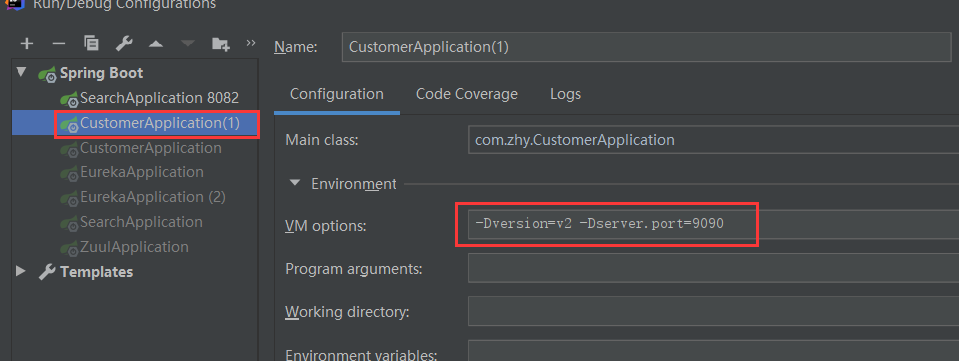 Run/Debug Configurations
Name: CustomerApplication(1)
Spring Boot
SearchApplication 8082
CustomerApplication(1)
CustomerApplication
EurekaApplication
EurekaApplication (2)
SearchApplication
ZuulApplication
Templates
Configuration Code Coverage Logs
Main class: com.zhy.CustomerApplication
Environment
VM options: -Dversion=v2 -Dserver.port=9090
Program arguments:
Working directory:
Environment variables: